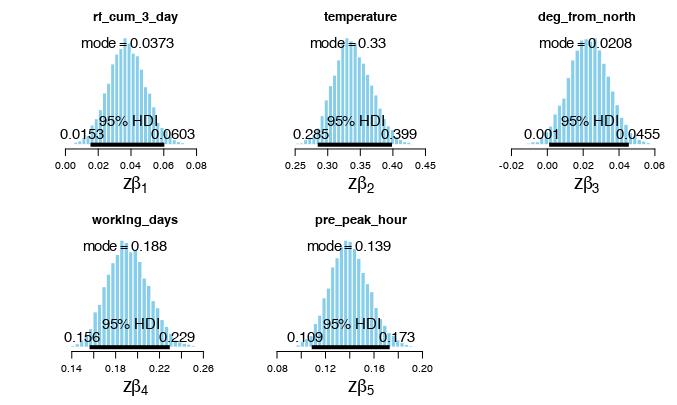 rf_cum_3_day
mode = 0.0373
95% HDI
0.0153 0.0603
0.00 0.02 0.04 0.06 0.08
zβ1
temperature
mode = 0.33
95% HDI
0.285 0.399
0.25 0.30 0.35 0.40 0.45
zβ2
deg_from_north
mode = 0.0208
95% HDI
0.001 0.0455
-0.02 0.00 0.02 0.04 0.06
zβ3
working_days
mode = 0.188
95% HDI
0.156 0.229
0.14 0.18 0.22 0.26
zβ4
pre_peak_hour
mode = 0.139
95% HDI
0.109 0.173
0.08 0.12 0.16 0.20
zβ5